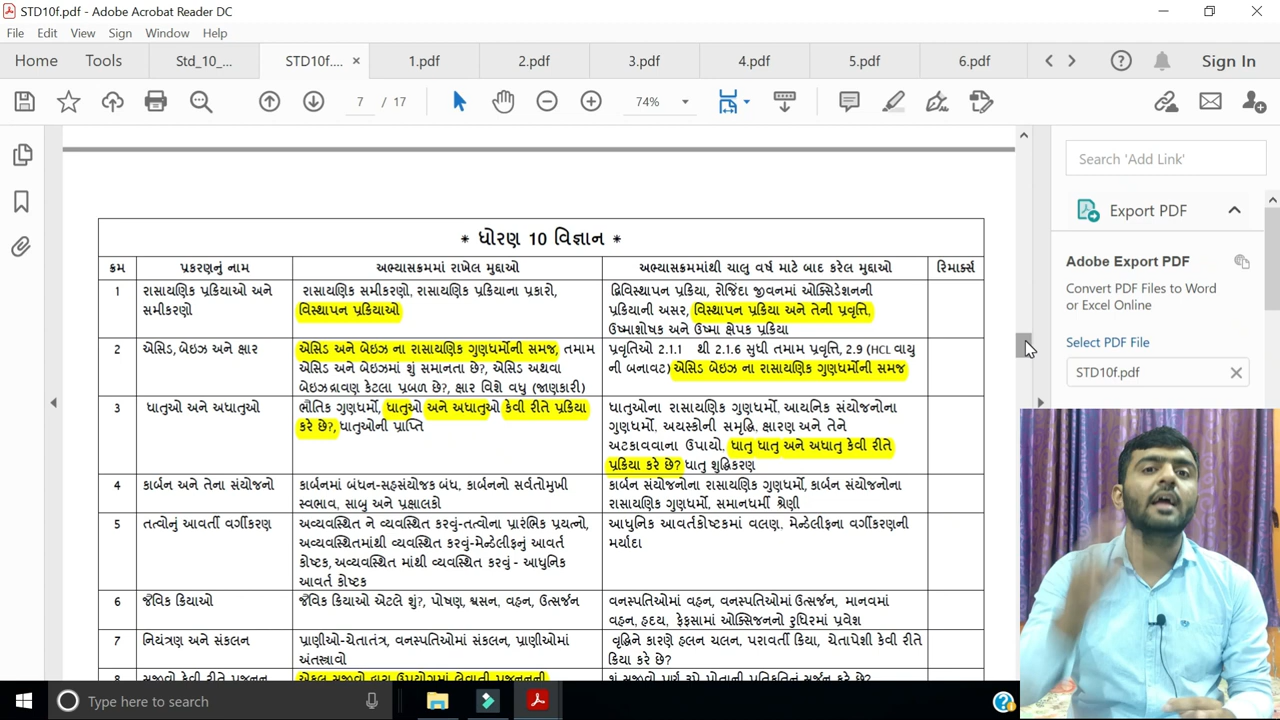 STD10f.pdf - Adobe Acrobat Reader DC
File Edit View Sign Window Help
Home Tools Std_10_... STD10f.... 1.pdf 2.pdf 3.pdf 4.pdf 5.pdf 6.pdf Sign In
7 / 17 74%
Search 'Add Link'
Export PDF
Adobe Export PDF
Convert PDF Files to Word
or Excel Online
Select PDF File
STD10f.pdf
* ધોરણ 10 વિજ્ઞાન *
ક્રમ પ્રકરણનું નામ અભ્યાસક્રમમાં રાખેલ મુદ્દાઓ અભ્યાસક્રમમાંથી ચાલુ વર્ષ માટે બાદ કરેલ મુદ્દાઓ રિમાર્ક્સ
1 રાસાયણિક પ્રક્રિયાઓ અને રાસાયણિક સમીકરણો, રાસાયણિક પ્રક્રિયાના પ્રકારો, દ્વિવિસ્થાપન પ્રક્રિયા, રોજિંદા જીવનમાં ઓક્સિડેશનની
સમીકરણો વિસ્થાપન પ્રક્રિયાઓ પ્રક્રિયાની અસર, વિસ્થાપન પ્રક્રિયા અને તેની પ્રવૃત્તિ,
ઉષ્માશોષક અને ઉષ્મા ક્ષેપક પ્રક્રિયા
2 એસિડ, બેઇઝ અને ક્ષાર એસિડ અને બેઇઝ ના રાસાયણિક ગુણધર્મોની સમજ, તમામ પ્રવૃતિઓ 2.1.1 થી 2.1.6 સુધી તમામ પ્રવૃત્તિ, 2.9 (HCL વાયુ
એસિડ અને બેઇઝમાં શું સમાનતા છે?, એસિડ અથવા ની બનાવટ) એસિડ બેઇઝ ના રાસાયણિક ગુણધર્મોની સમજ
બેઇઝ દ્રાવણ કેટલા પ્રબળ છે?, ક્ષાર વિશે વધુ (જાણકારી)
3 ધાતુઓ અને અધાતુઓ ભૌતિક ગુણધર્મો, ધાતુઓ અને અધાતુઓ કેવી રીતે પ્રક્રિયા ધાતુઓના રાસાયણિક ગુણધર્મો, આયનિક સંયોજનોના
કરે છે?, ધાતુઓની પ્રાપ્તિ ગુણધર્મો, અયસ્કોની સમૃદ્ધિ, ક્ષારણ અને તેને
અટકાવવાના ઉપાયો, ધાતુ ધાતુ અને અધાતુ કેવી રીતે
પ્રક્રિયા કરે છે? ધાતુ શુદ્ધિકરણ
4 કાર્બન અને તેના સંયોજનો કાર્બનમાં બંધન-સહસંયોજક બંધ, કાર્બનનો સર્વતોમુખી કાર્બન સંયોજનોના રાસાયણિક ગુણધર્મો, કાર્બન સંયોજનોના
સ્વભાવ, સાબુ અને પ્રક્ષાલકો રાસાયણિક ગુણધર્મો, સમાનધર્મી શ્રેણી
5 તત્વોનું આવર્તી વર્ગીકરણ અવ્યવસ્થિત ને વ્યવસ્થિત કરવું-તત્વોના પ્રારંભિક પ્રયત્નો, આધુનિક આવર્તકોષ્ટકમાં વલણ, મેન્ડેલીફના વર્ગીકરણની
અવ્યવસ્થિતમાંથી વ્યવસ્થિત કરવું-મેન્ડેલીફનું આવર્ત મર્યાદા
કોષ્ટક, અવ્યવસ્થિત માંથી વ્યવસ્થિત કરવું - આધુનિક
આવર્ત કોષ્ટક
6 જૈવિક ક્રિયાઓ જૈવિક ક્રિયાઓ એટલે શું?, પોષણ, શ્વસન, વહન, ઉત્સર્જન વનસ્પતિઓમાં વહન, વનસ્પતિઓમાં ઉત્સર્જન, માનવમાં
વહન, હૃદય, ફેફસામાં ઓક્સિજનનો રુધિરમાં પ્રવેશ
7 નિયંત્રણ અને સંકલન પ્રાણીઓ-ચેતાતંત્ર, વનસ્પતિઓમાં સંકલન, પ્રાણીઓમાં વૃદ્ધિને કારણે હલન ચલન, પરાવર્તી ક્રિયા, ચેતાપેશી કેવી રીતે
અંતસ્ત્રાવો ક્રિયા કરે છે?
8 સજીવો કેવી રીતે પ્રજનન એકલ સજીવો દ્વારા ઉપયોગમાં લેવાતી પ્રજનનની શું સજીવો પૂર્ણ રૂપે પોતાની પ્રતિકૃતિનું સર્જન કરે છે?
Type here to search